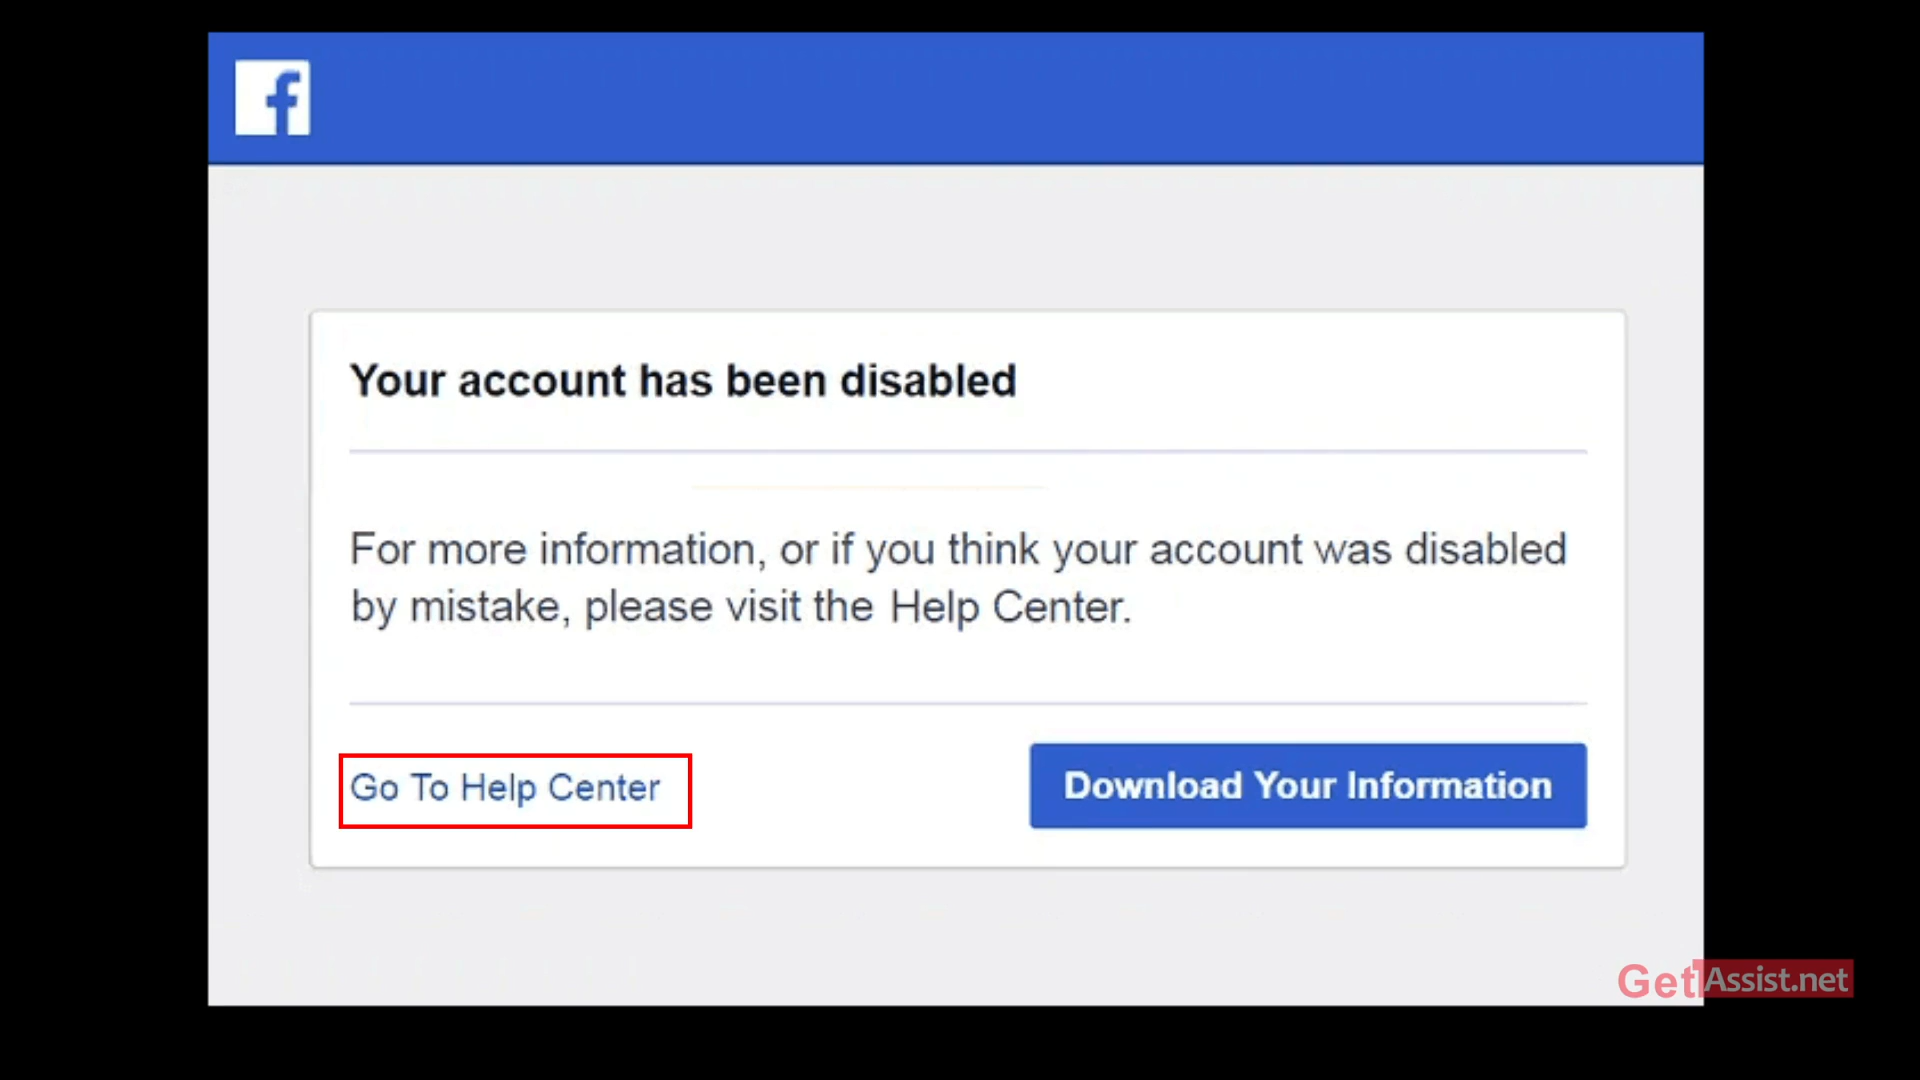 f
Your account has been disabled
For more information, or if you think your account was disabled
by mistake, please visit the Help Center.
Go To Help Center
Download Your Information
GetAssist.net